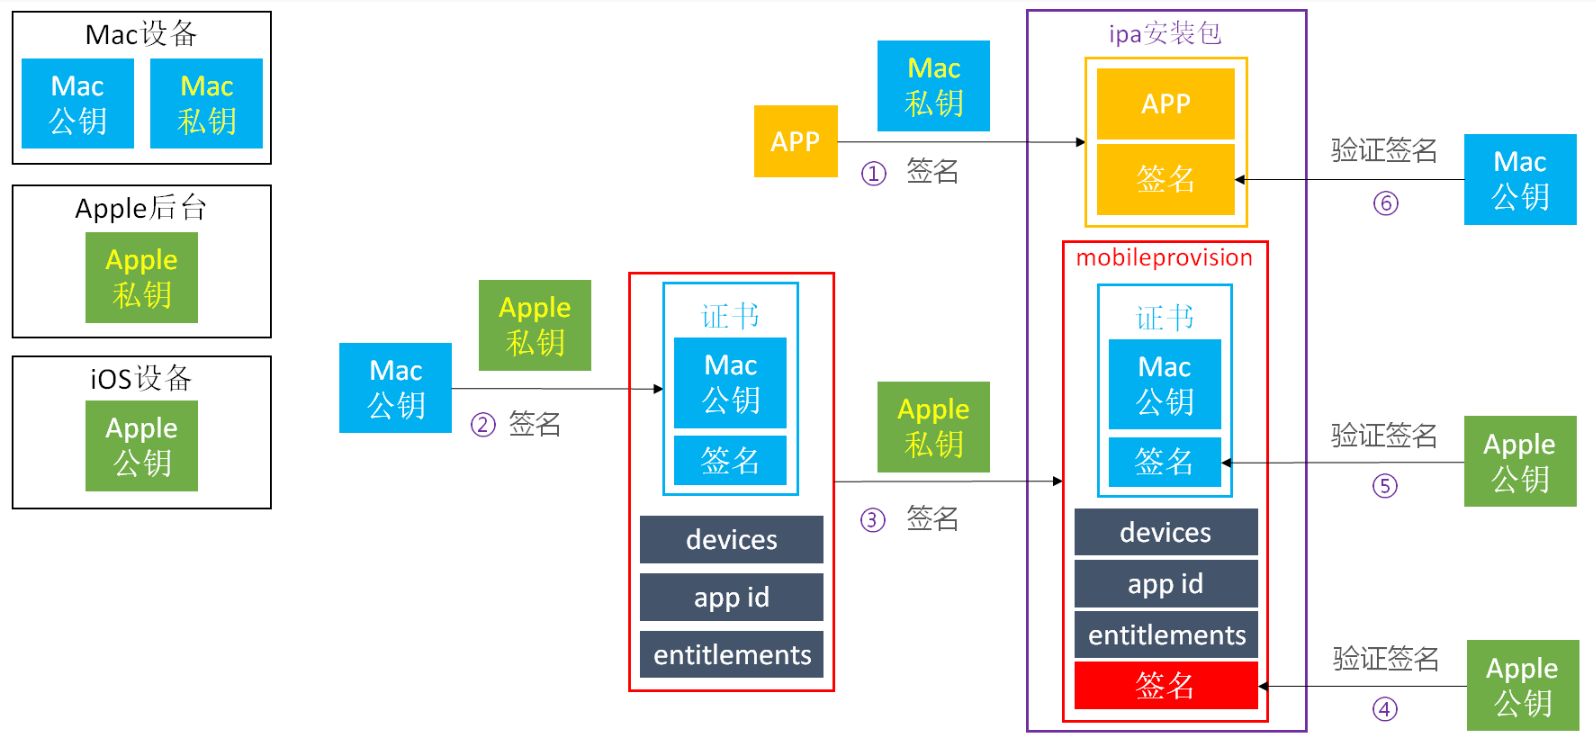 Mac设备
Mac
公钥
Mac
私钥
Apple后台
Apple
私钥
iOS设备
Apple
公钥
Mac
公钥
Apple
私钥
② 签名
证书
Mac
公钥
签名
devices
app id
entitlements
APP
Mac
私钥
① 签名
Apple
私钥
③ 签名
ipa安装包
APP
签名
mobileprovision
证书
Mac
公钥
签名
devices
app id
entitlements
签名
验证签名
⑥
Mac
公钥
验证签名
⑤
Apple
公钥
验证签名
④
Apple
公钥